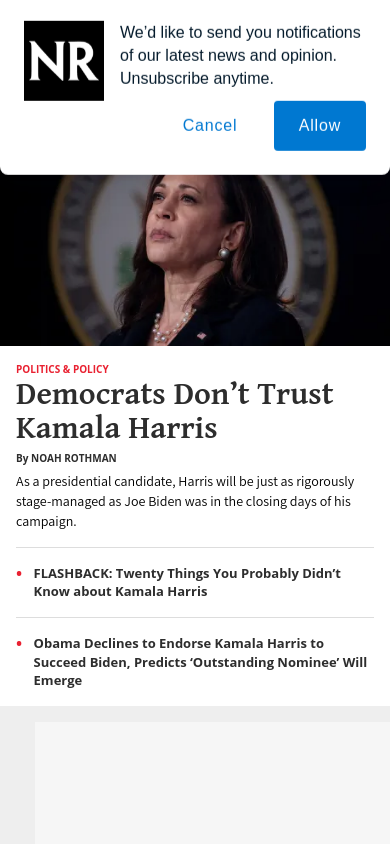 NR
We’d like to send you notifications
of our latest news and opinion.
Unsubscribe anytime.
Cancel
Allow
POLITICS & POLICY
Democrats Don’t Trust
Kamala Harris
By NOAH ROTHMAN
As a presidential candidate, Harris will be just as rigorously
stage-managed as Joe Biden was in the closing days of his
campaign.
FLASHBACK: Twenty Things You Probably Didn’t
Know about Kamala Harris
Obama Declines to Endorse Kamala Harris to
Succeed Biden, Predicts ‘Outstanding Nominee’ Will
Emerge